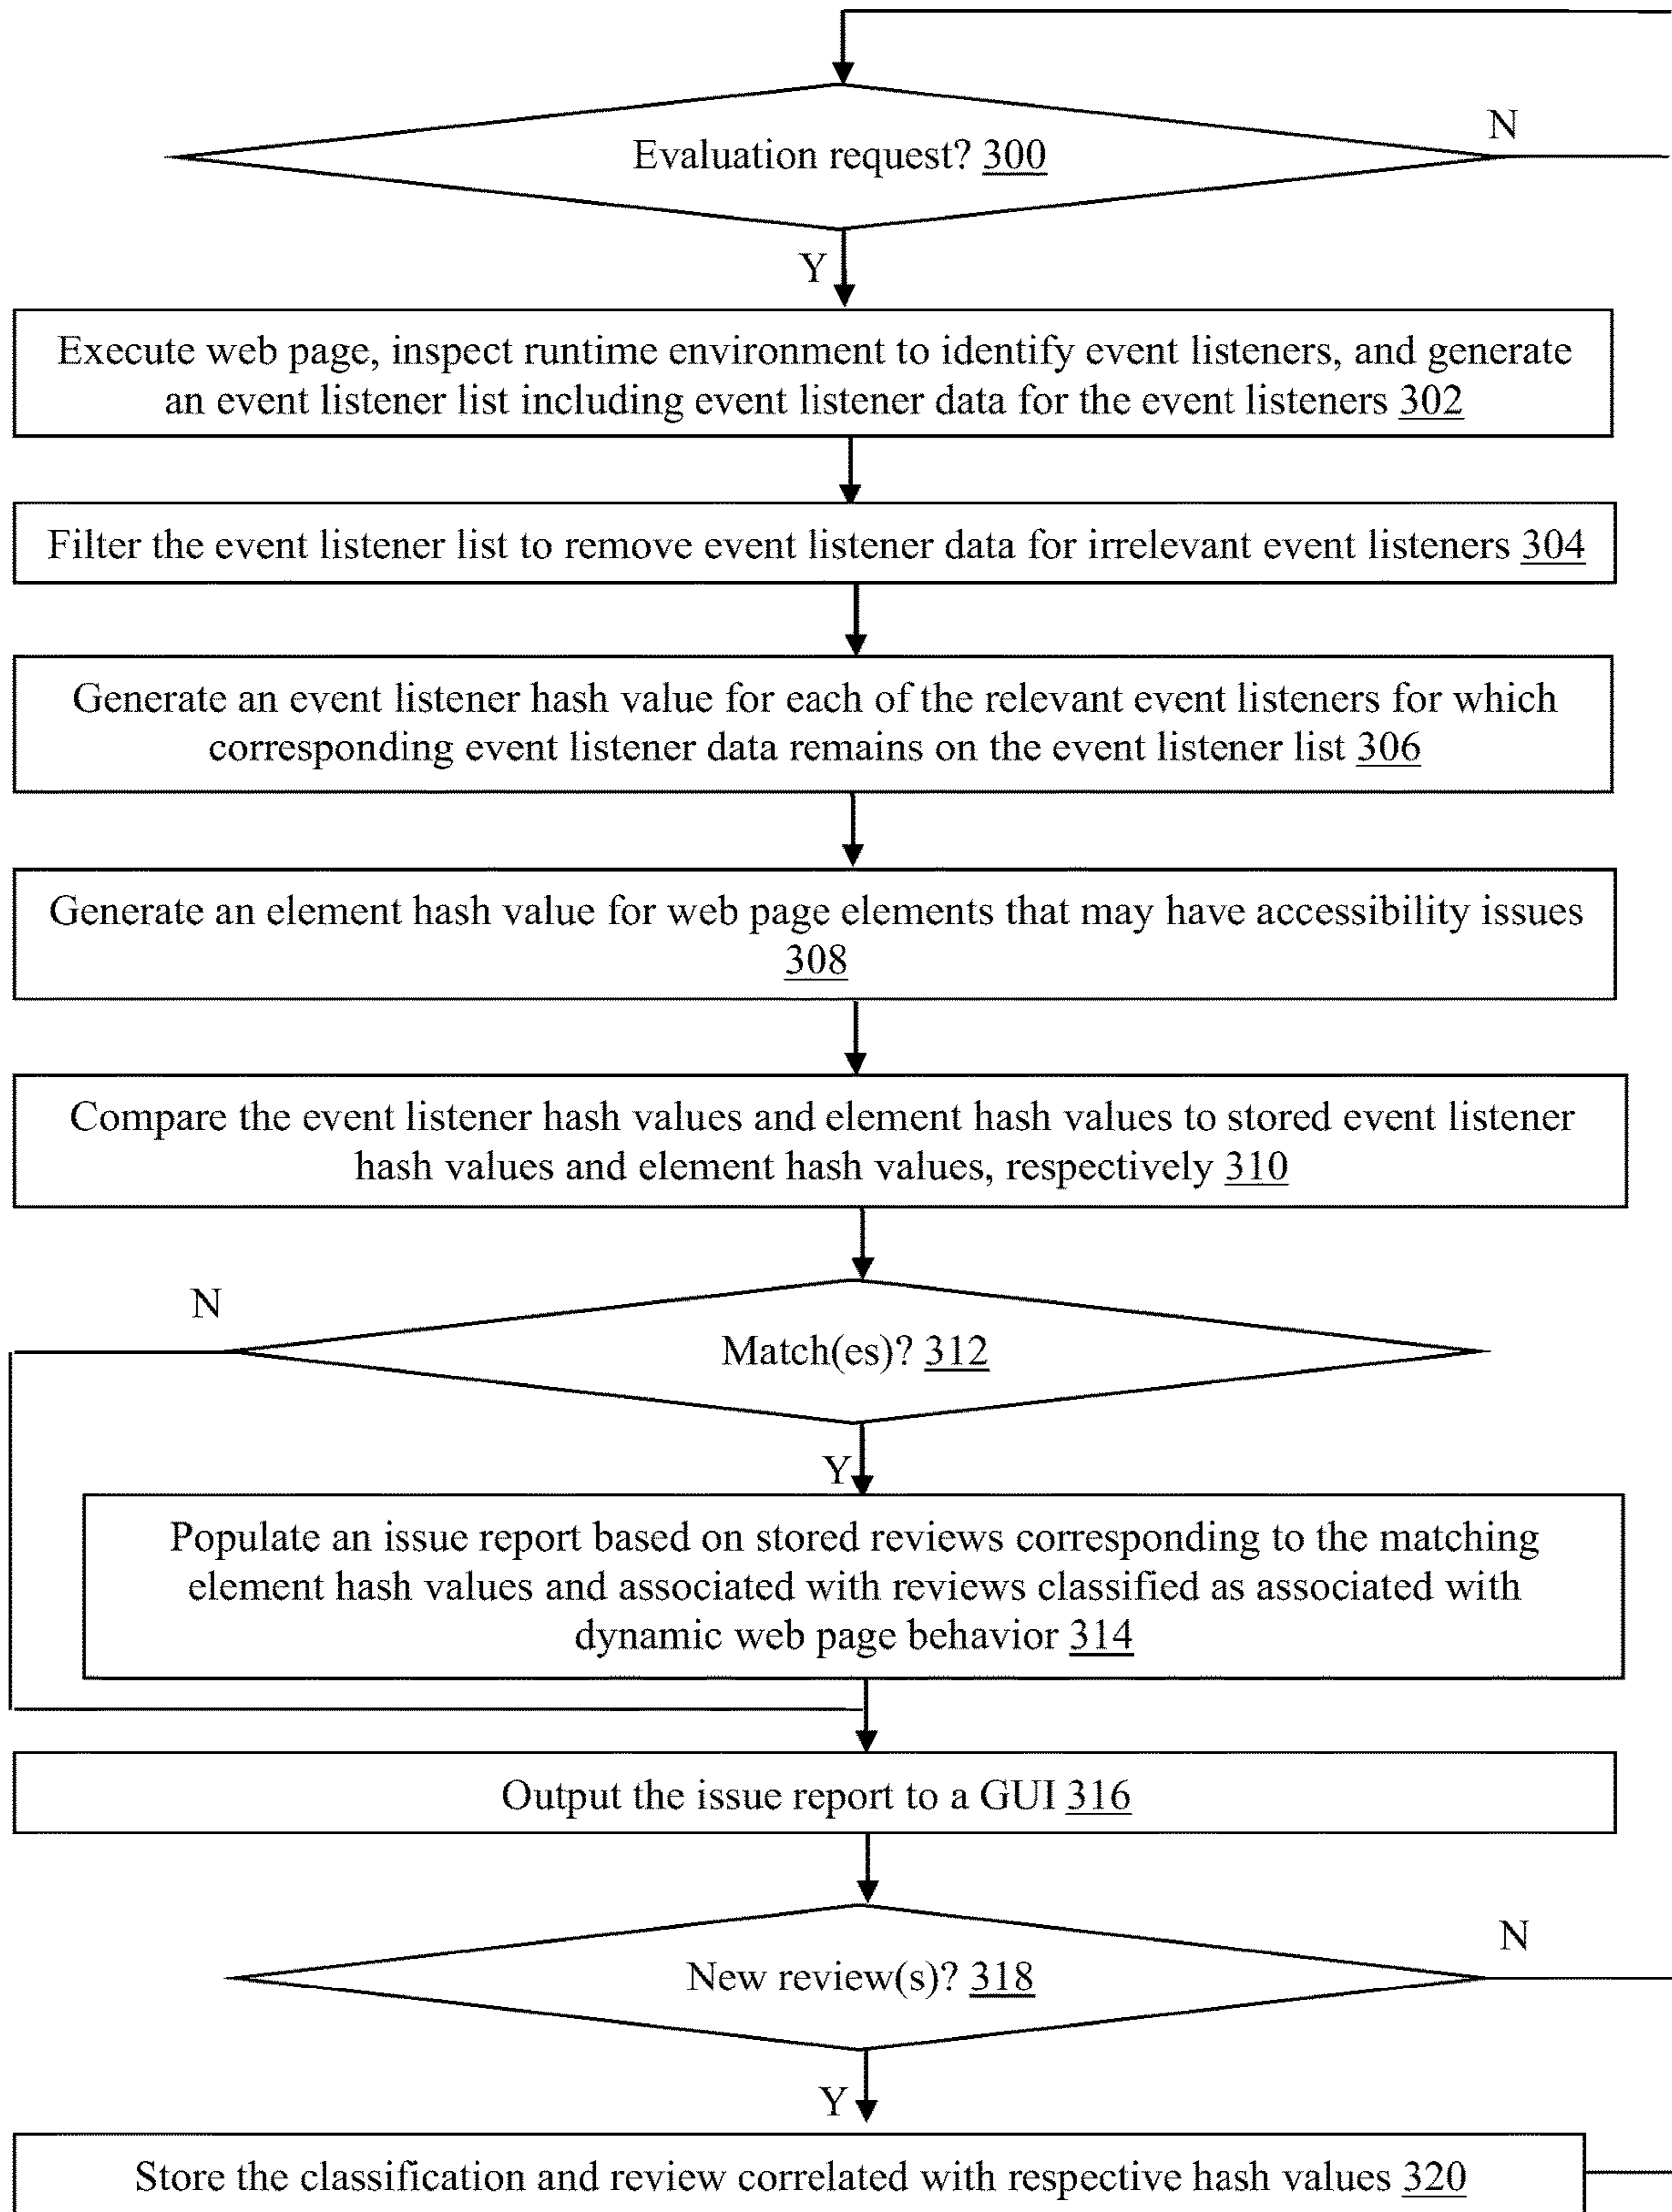 Evaluation request? 300
N
Y
Execute web page, inspect runtime environment to identify event listeners, and generate
an event listener list including event listener data for the event listeners 302
Filter the event listener list to remove event listener data for irrelevant event listeners 304
Generate an event listener hash value for each of the relevant event listeners for which
corresponding event listener data remains on the event listener list 306
Generate an element hash value for web page elements that may have accessibility issues
308
Compare the event listener hash values and element hash values to stored event listener
hash values and element hash values, respectively 310
N
Match(es)? 312
Y
Populate an issue report based on stored reviews corresponding to the matching
element hash values and associated with reviews classified as associated with
dynamic web page behavior 314
Output the issue report to a GUI 316
N
New review(s)? 318
Y
Store the classification and review correlated with respective hash values 320